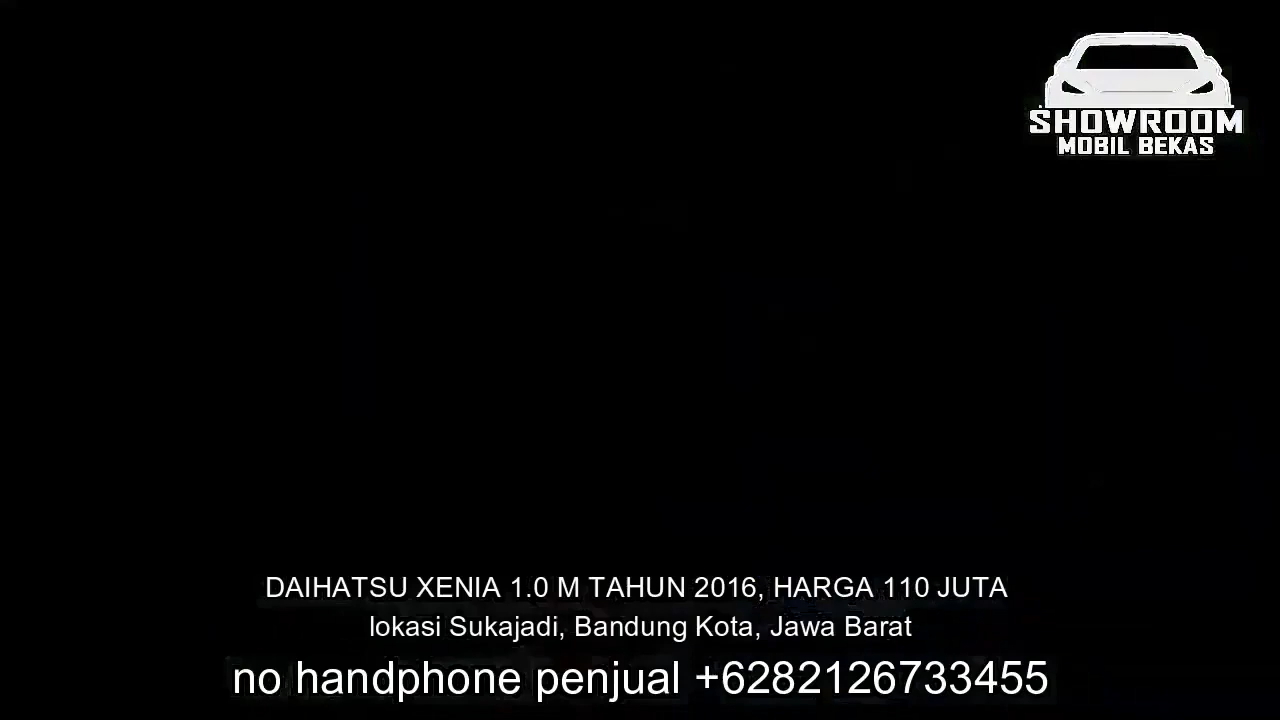 SHOWROOM
MOBIL BEKAS
DAIHATSU XENIA 1.0 M TAHUN 2016, HARGA 110 JUTA
lokasi Sukajadi, Bandung Kota, Jawa Barat
no handphone penjual +6282126733455